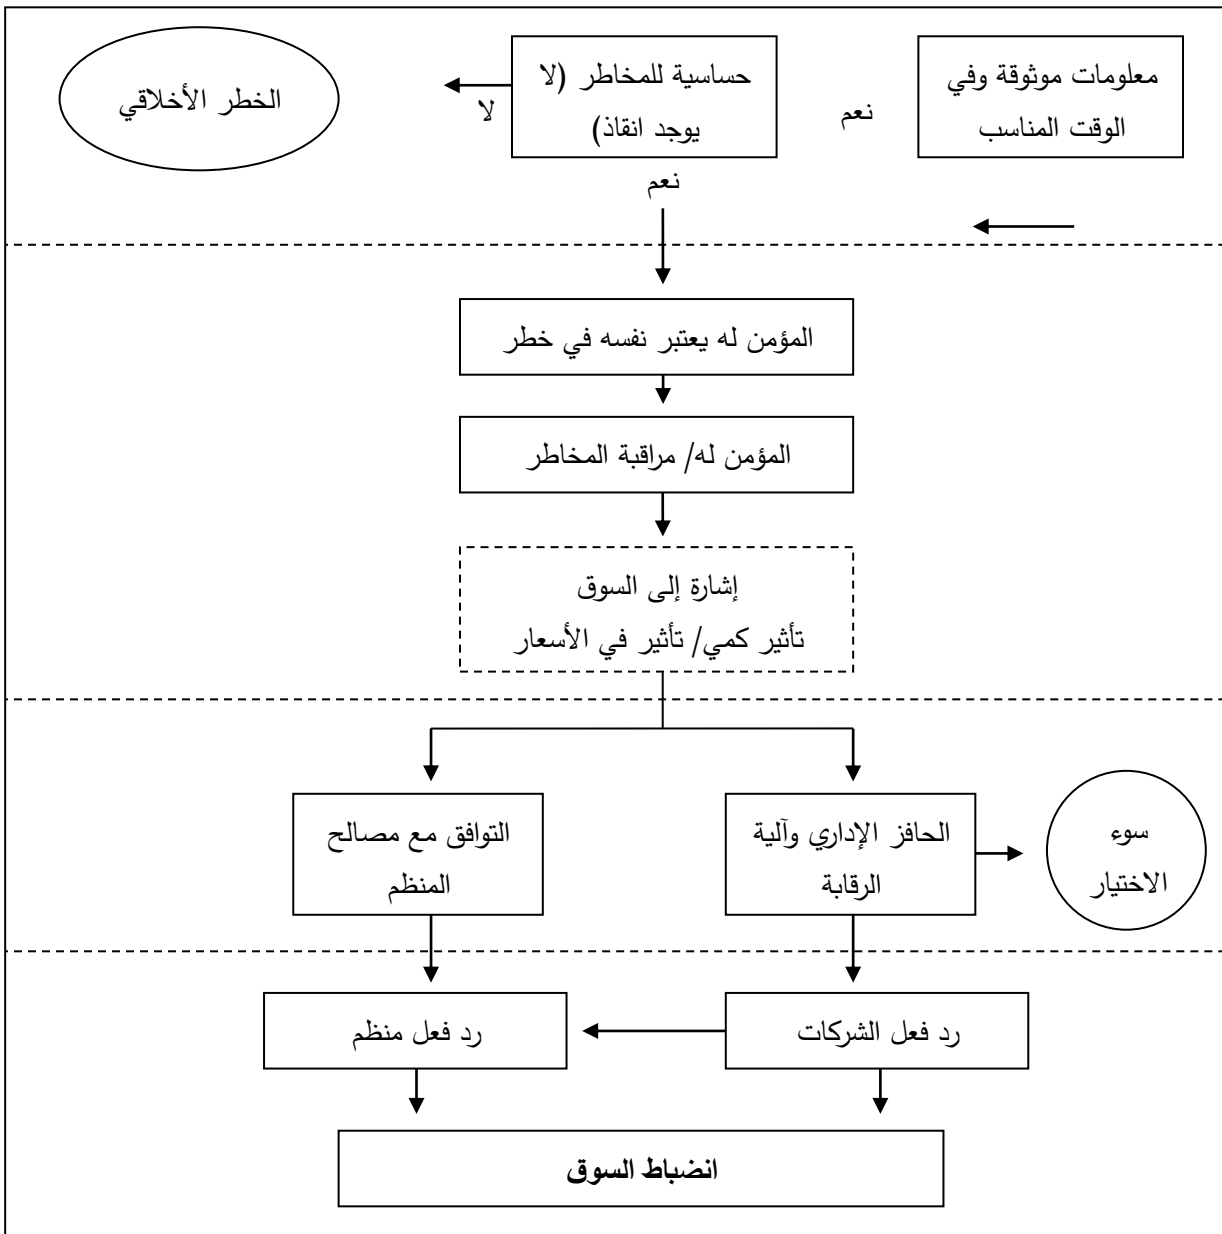 معلومات موثوقة وفي
الوقت المناسب
نعم
حساسية للمخاطر (لا
يوجد انقاذ)
لا
الخطر الأخلاقي
نعم
المؤمن له يعتبر نفسه في خطر
المؤمن له/ مراقبة المخاطر
إشارة إلى السوق
تأثير كمي/ تأثير في الأسعار
سوء
الاختيار
الحافز الإداري وآلية
الرقابة
التوافق مع مصالح
المنظم
رد فعل الشركات
رد فعل منظم
انضباط السوق